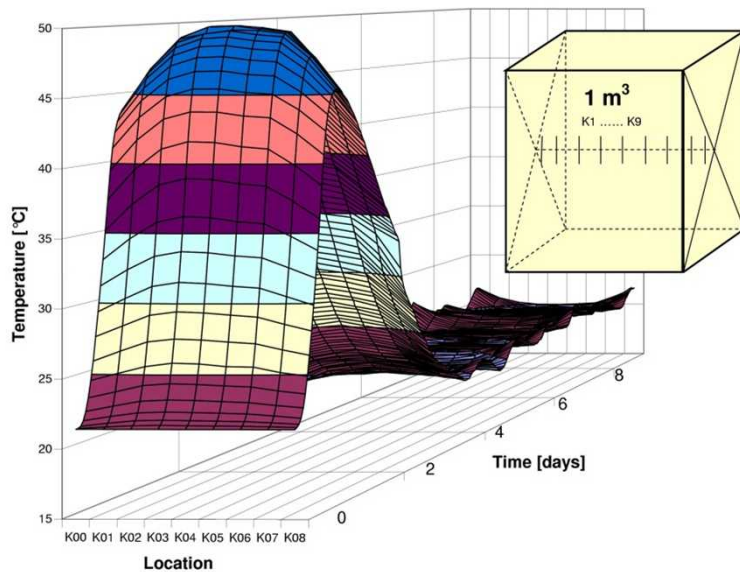 50
45
40
35
30
25
20
15
Temperature [°C]
1 m³
K1 ...... K9
8
6
4
2
0
Time [days]
K00 K01 K02 K03 K04 K05 K06 K07 K08
Location